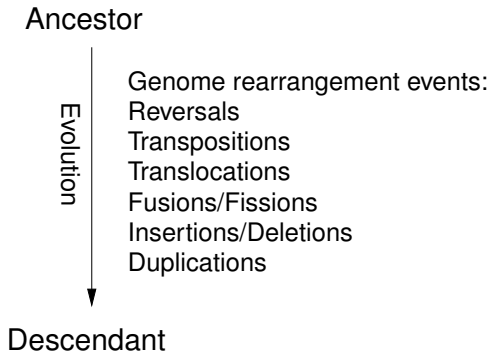 Ancestor
Evolution
Genome rearrangement events:
Reversals
Transpositions
Translocations
Fusions/Fissions
Insertions/Deletions
Duplications
Descendant